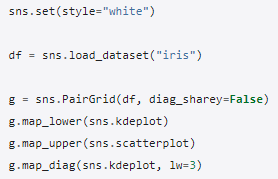 sns.set(style="white")
df = sns.load_dataset("iris")
g = sns.PairGrid(df, diag_sharey=False)
g.map_lower(sns.kdeplot)
g.map_upper(sns.scatterplot)
g.map_diag(sns.kdeplot, lw=3)